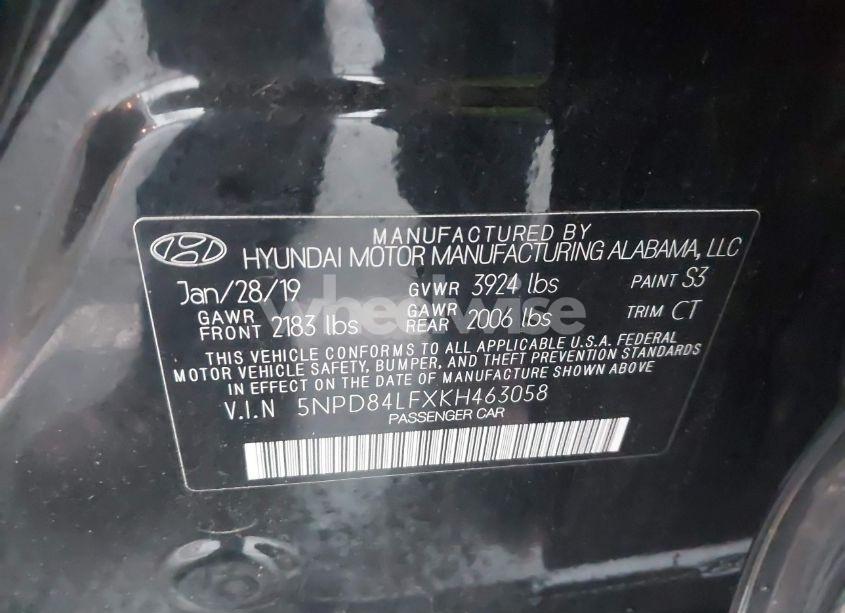 MANUFACTURED BY
HYUNDAI MOTOR MANUFACTURING ALABAMA, LLC
Jan/28/19 GVWR 3924 lbs PAINT S3
GAWR FRONT 2183 lbs GAWR REAR 2006 lbs TRIM CT
THIS VEHICLE CONFORMS TO ALL APPLICABLE U.S.A. FEDERAL
MOTOR VEHICLE SAFETY, BUMPER, AND THEFT PREVENTION STANDARDS
IN EFFECT ON THE DATE OF MANUFACTURE SHOWN ABOVE.
V.I.N 5NPD84LFXKH463058
PASSENGER CAR
wheelwise